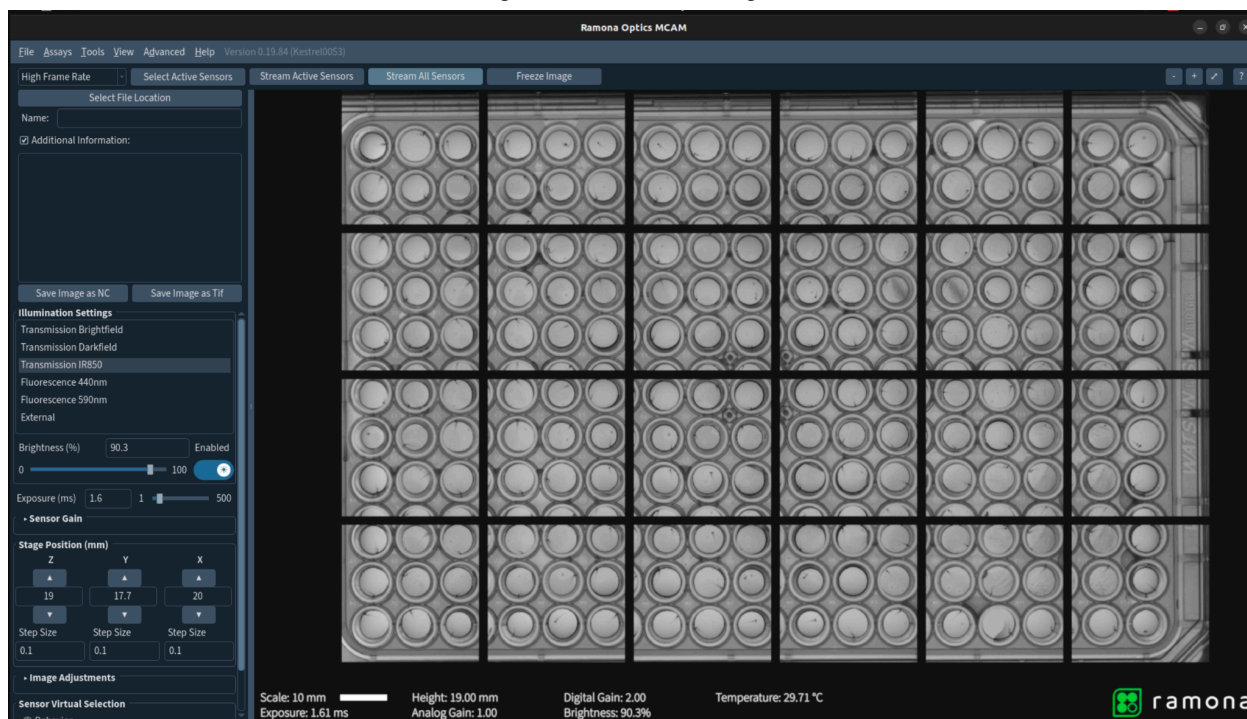 Ramona Optics MCAM
File Assays Tools View Advanced Help Version 0.19.84 (Kestrel0053)
High Frame Rate Select Active Sensors Stream Active Sensors Stream All Sensors Freeze Image - + ?
Select File Location
Name:
Additional Information:
Save Image as NC Save Image as Tif
Illumination Settings
Transmission Brightfield
Transmission Darkfield
Transmission IR850
Fluorescence 440nm
Fluorescence 590nm
External
Brightness (%) 90.3 Enabled
0 100
Exposure (ms) 1.6 1 500
Sensor Gain
Stage Position (mm)
Z Y X
19 17.7 20
Step Size Step Size Step Size
0.1 0.1 0.1
Image Adjustments
Sensor Virtual Selection
Scale: 10 mm Height: 19.00 mm Digital Gain: 2.00 Temperature: 29.71 °C
Exposure: 1.61 ms Analog Gain: 1.00 Brightness: 90.3%
ramona